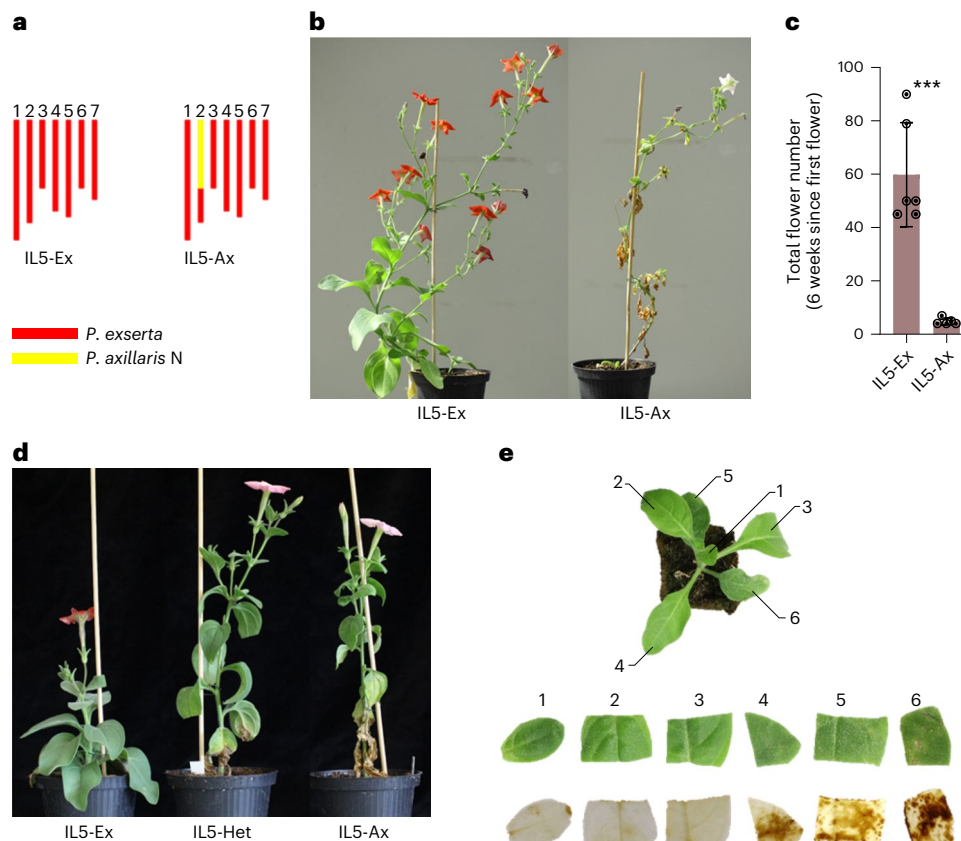 a
1 2 3 4 5 6 7
1 2 3 4 5 6 7
IL5-Ex
IL5-Ax
P. exserta
P. axillaris N
b
IL5-Ex
IL5-Ax
c
Total flower number
(6 weeks since first flower)
100
80
60
40
20
0
***
IL5-Ex
IL5-Ax
d
IL5-Ex
IL5-Het
IL5-Ax
e
2
5
1
3
6
4
1 2 3 4 5 6